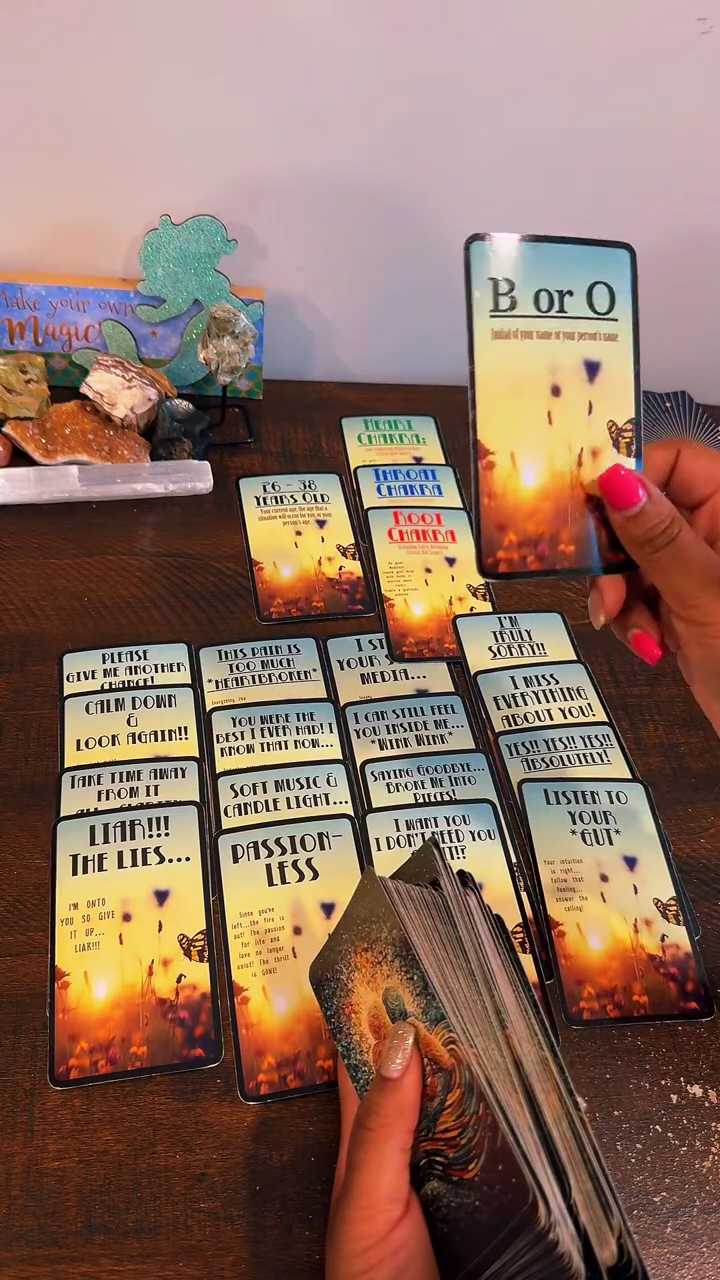 Make your own
Magic
B or O
Initial of your name or your person's name
HEART
CHAKRA:
THROAT
CHAKRA
ROOT
CHAKRA
26 - 38
YEARS OLD
Your current age, the age that a
situation will occur for you, or your
person's age.
PLEASE
GIVE ME ANOTHER
CHANCE!
CALM DOWN
&
LOOK AGAIN!!
TAKE TIME AWAY
FROM IT
LIAR!!!
THE LIES...
I'M ONTO
YOU SO GIVE
IT UP...
LIAR!!!
THIS PAIN IS
TOO MUCH
*HEARTBROKEN*
YOU WERE THE
BEST I EVER HAD! I
KNOW THAT NOW...
SOFT MUSIC &
CANDLE LIGHT...
PASSION-
LESS
Since you've
left...the fire is
out! The passion
for life and
love no longer
exist! The thrill
is GONE!
I
YOUR
MEDIA...
I CAN STILL FEEL
YOU INSIDE ME...
*WINK WINK*
SAYING GOODBYE...
BROKE ME INTO
PIECES!
I WANT YOU
I DON'T NEED YOU
I'M
TRULY
SORRY!!
I MISS
EVERYTHING
ABOUT YOU!
YES!! YES!! YES!!
ABSOLUTELY!
LISTEN TO
YOUR
*GUT*
Your intuition
is right...
follow that
feeling...
answer the
calling!